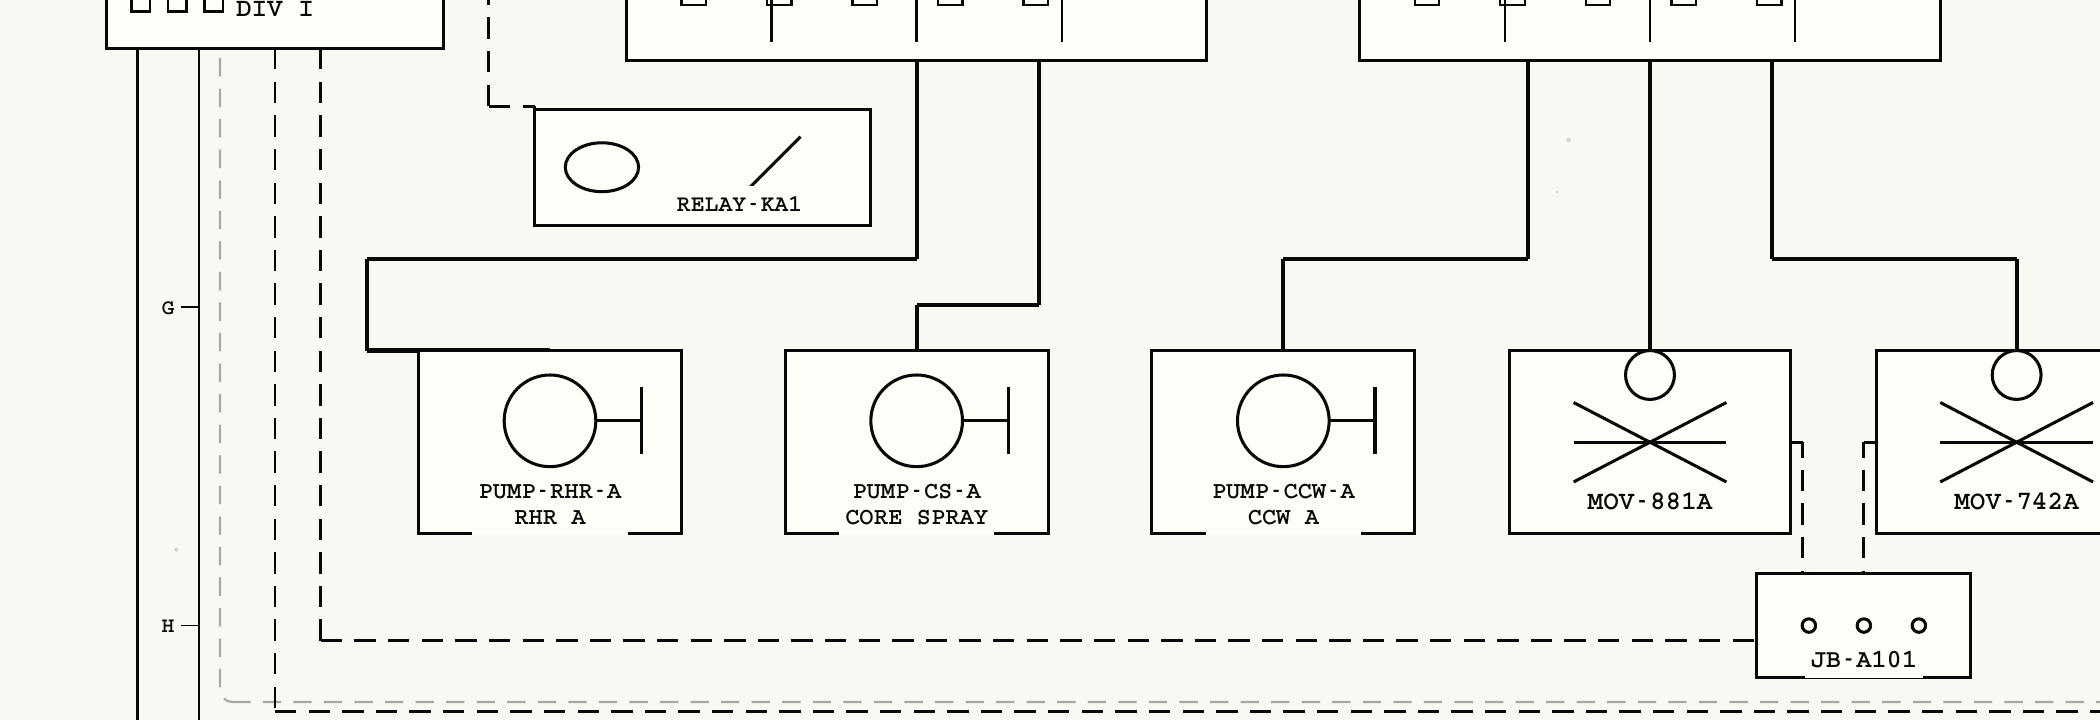 DIV I
RELAY-KA1
G
PUMP-RHR-A
RHR A
PUMP-CS-A
CORE SPRAY
PUMP-CCW-A
CCW A
MOV-881A
MOV-742A
H
JB-A101